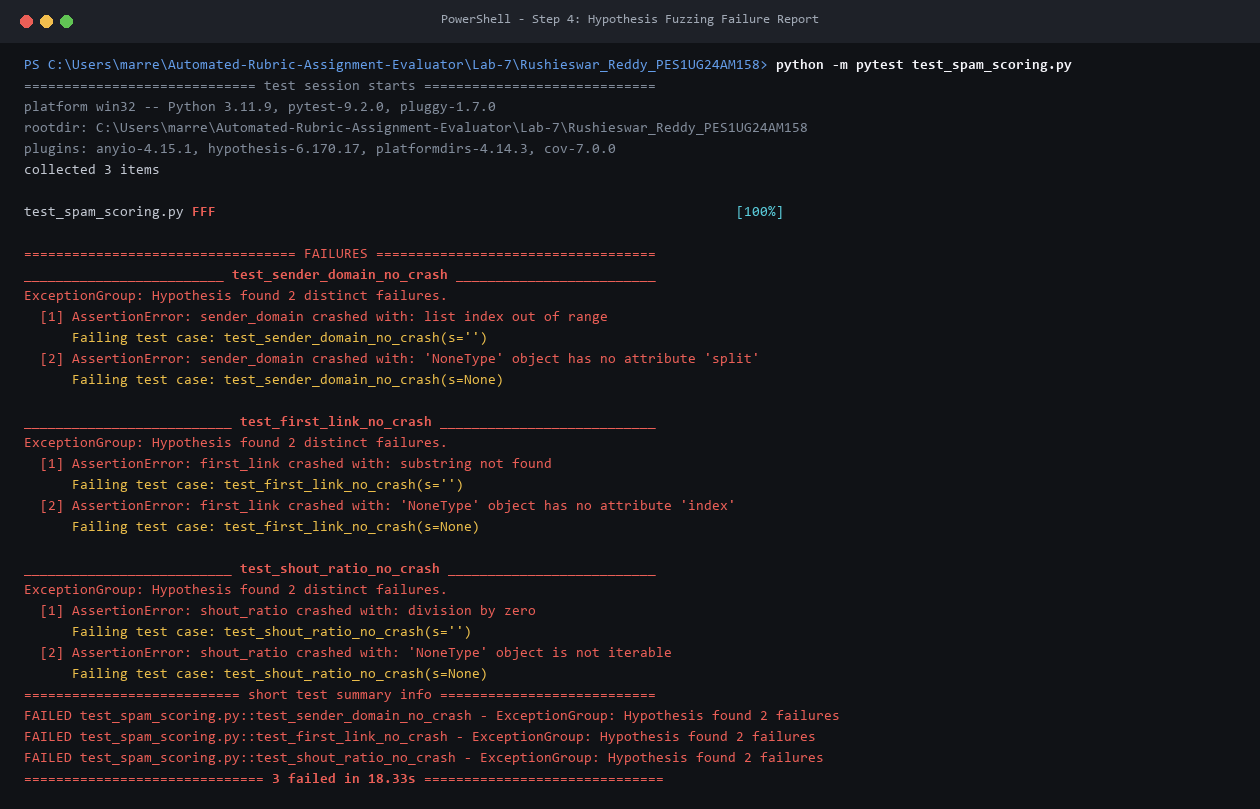 PowerShell - Step 4: Hypothesis Fuzzing Failure Report
PS C:\Users\marre\Automated-Rubric-Assignment-Evaluator\Lab-7\Rushieswar_Reddy_PES1UG24AM158> python -m pytest test_spam_scoring.py
============================= test session starts =============================
platform win32 -- Python 3.11.9, pytest-9.2.0, pluggy-1.7.0
rootdir: C:\Users\marre\Automated-Rubric-Assignment-Evaluator\Lab-7\Rushieswar_Reddy_PES1UG24AM158
plugins: anyio-4.15.1, hypothesis-6.170.17, platformdirs-4.14.3, cov-7.0.0
collected 3 items
test_spam_scoring.py FFF [100%]
================================== FAILURES ===================================
_________________________ test_sender_domain_no_crash _________________________
ExceptionGroup: Hypothesis found 2 distinct failures.
[1] AssertionError: sender_domain crashed with: list index out of range
Failing test case: test_sender_domain_no_crash(s='')
[2] AssertionError: sender_domain crashed with: 'NoneType' object has no attribute 'split'
Failing test case: test_sender_domain_no_crash(s=None)
__________________________ test_first_link_no_crash ___________________________
ExceptionGroup: Hypothesis found 2 distinct failures.
[1] AssertionError: first_link crashed with: substring not found
Failing test case: test_first_link_no_crash(s='')
[2] AssertionError: first_link crashed with: 'NoneType' object has no attribute 'index'
Failing test case: test_first_link_no_crash(s=None)
__________________________ test_shout_ratio_no_crash __________________________
ExceptionGroup: Hypothesis found 2 distinct failures.
[1] AssertionError: shout_ratio crashed with: division by zero
Failing test case: test_shout_ratio_no_crash(s='')
[2] AssertionError: shout_ratio crashed with: 'NoneType' object is not iterable
Failing test case: test_shout_ratio_no_crash(s=None)
=========================== short test summary info ===========================
FAILED test_spam_scoring.py::test_sender_domain_no_crash - ExceptionGroup: Hypothesis found 2 failures
FAILED test_spam_scoring.py::test_first_link_no_crash - ExceptionGroup: Hypothesis found 2 failures
FAILED test_spam_scoring.py::test_shout_ratio_no_crash - ExceptionGroup: Hypothesis found 2 failures
============================== 3 failed in 18.33s ==============================